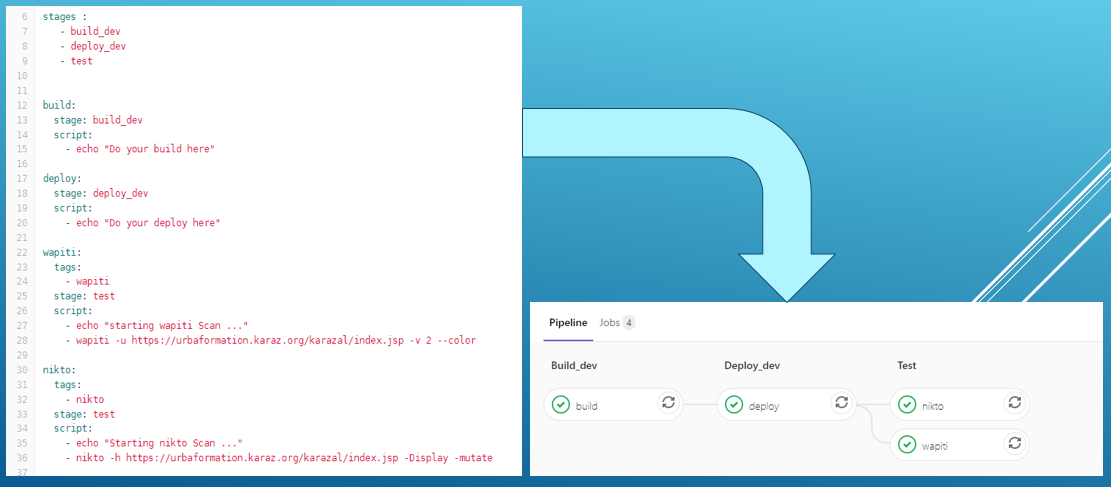 6 stages :
7 - build_dev
8 - deploy_dev
9 - test
10
11
12 build:
13 stage: build_dev
14 script:
15 - echo "Do your build here"
16
17 deploy:
18 stage: deploy_dev
19 script:
20 - echo "Do your deploy here"
21
22 wapiti:
23 tags:
24 - wapiti
25 stage: test
26 script:
27 - echo "starting wapiti Scan ..."
28 - wapiti -u https://urbaformation.karaz.org/karazal/index.jsp -v 2 --color
29
30 nikto:
31 tags:
32 - nikto
33 stage: test
34 script:
35 - echo "Starting nikto Scan ..."
36 - nikto -h https://urbaformation.karaz.org/karazal/index.jsp -Display -mutate
37
Pipeline Jobs 4
Build_dev Deploy_dev Test
build deploy nikto
wapiti